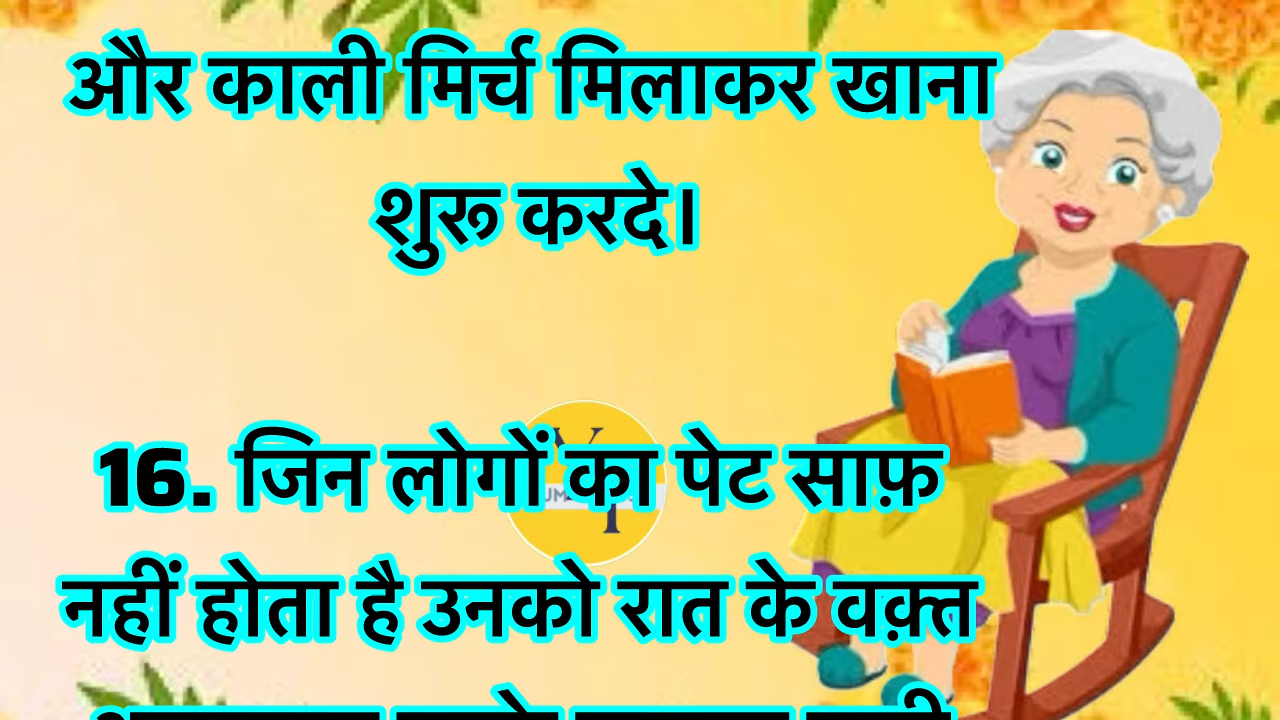 और काली मिर्च मिलाकर खाना
शुरू करदे।
16. जिन लोगों का पेट साफ़
नहीं होता है उनको रात के वक़्त